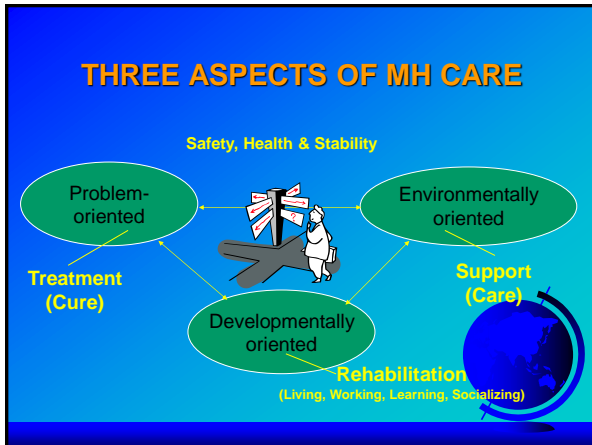 THREE ASPECTS OF MH CARE
Safety, Health & Stability
Problem-
oriented
Environmentally
oriented
?
Treatment
(Cure)
Support
(Care)
Developmentally
oriented
Rehabilitation
(Living, Working, Learning, Socializing)